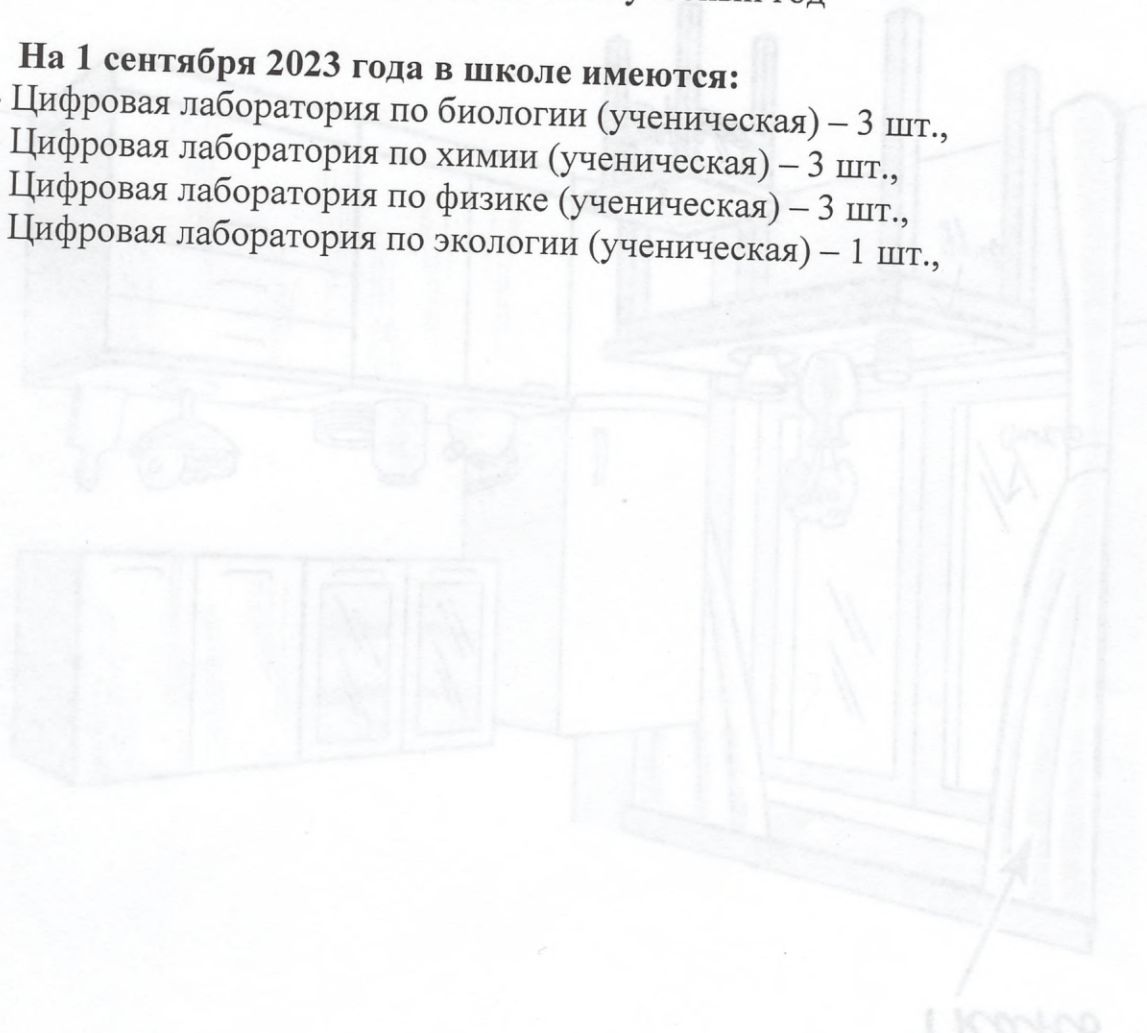 год
На 1 сентября 2023 года в школе имеются:
Цифровая лаборатория по биологии (ученическая) – 3 шт.,
Цифровая лаборатория по химии (ученическая) – 3 шт.,
Цифровая лаборатория по физике (ученическая) – 3 шт.,
Цифровая лаборатория по экологии (ученическая) – 1 шт.,